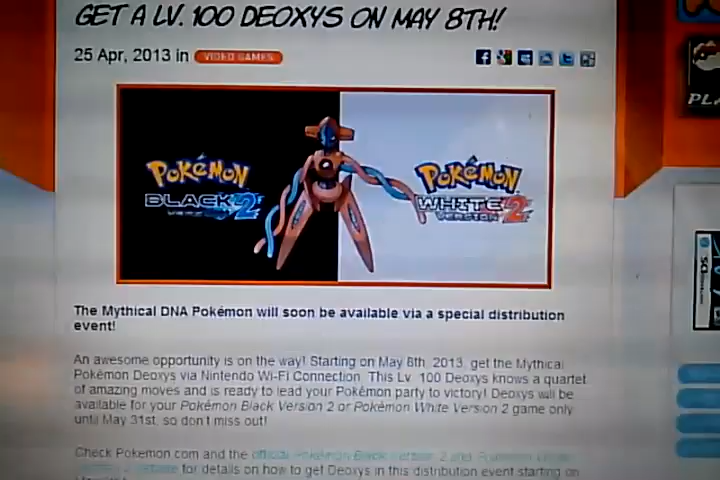 GET A LV. 100 DEOXYS ON MAY 8TH!
25 Apr, 2013 in VIDEO GAMES
POKéMON POKéMON
BLACK 2 WHITE 2
VERSION VERSION
The Mythical DNA Pokémon will soon be available via a special distribution
event!
An awesome opportunity is on the way! Starting on May 8th, 2013, get the Mythical
Pokémon Deoxys via Nintendo Wi-Fi Connection. This Lv. 100 Deoxys knows a quartet
of amazing moves and is ready to lead your Pokémon party to victory! Deoxys will be
available for your Pokémon Black Version 2 or Pokémon White Version 2 game only
until May 31st, so don't miss out!
Check Pokemon.com and the official Pokémon Black Version 2 and Pokémon White
Version 2 website for details on how to get Deoxys in this distribution event starting on